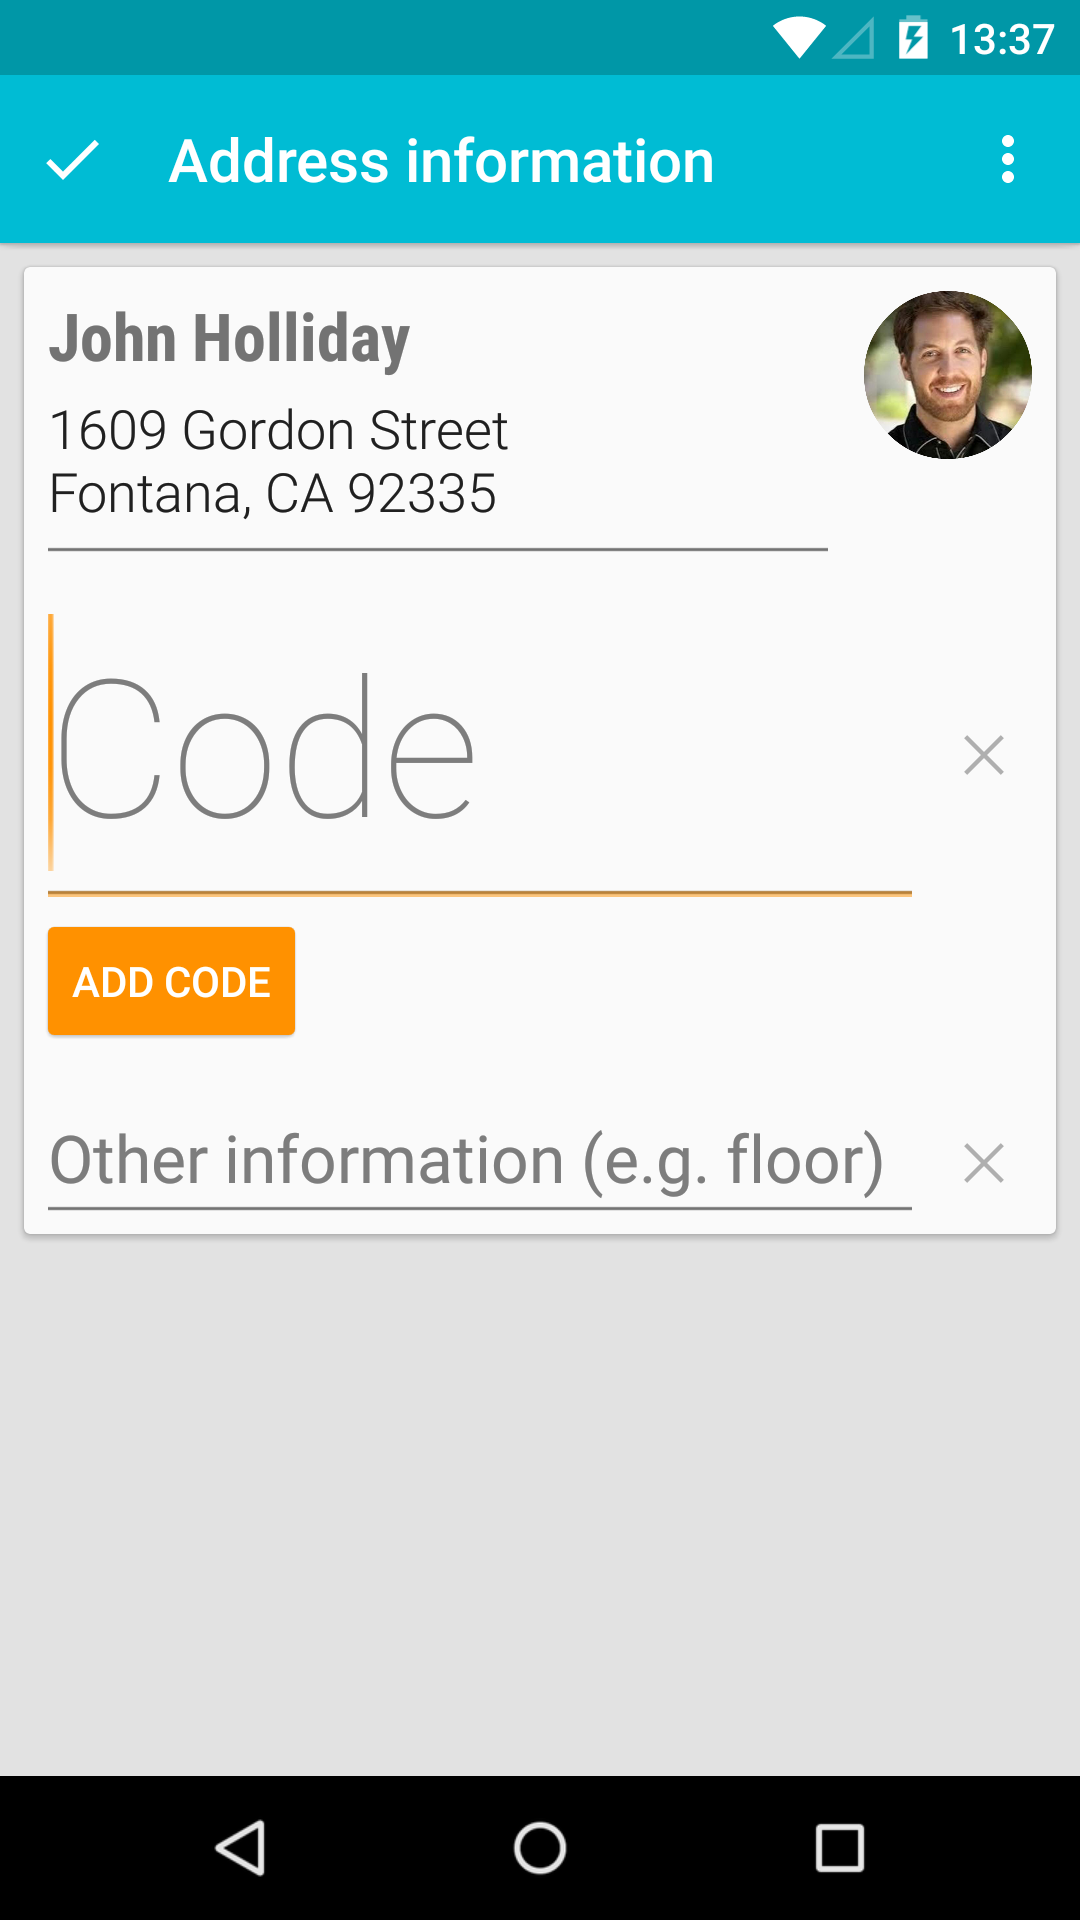 13:37
Address information
John Holliday
1609 Gordon Street
Fontana, CA 92335
Code
ADD CODE
Other information (e.g. floor)